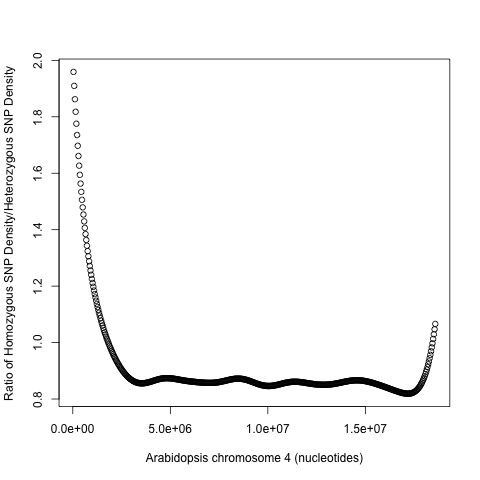 Ratio of Homozygous SNP Density/Heterozygous SNP Density
2.0
1.8
1.6
1.4
1.2
1.0
0.8
0.0e+00 5.0e+06 1.0e+07 1.5e+07
Arabidopsis chromosome 4 (nucleotides)